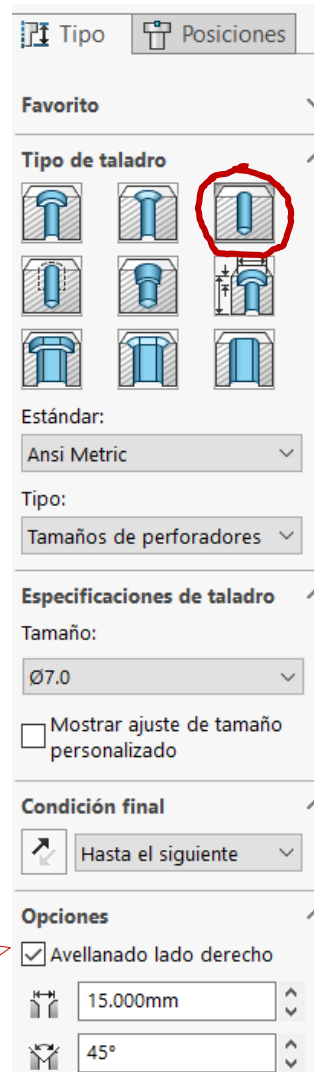 Tipo
Posiciones
Favorito
Tipo de taladro
Estándar:
Ansi Metric
Tipo:
Tamaños de perforadores
Especificaciones de taladro
Tamaño:
Ø7.0
Mostrar ajuste de tamaño
personalizado
Condición final
Hasta el siguiente
Opciones
Avellanado lado derecho
15.000mm
45°